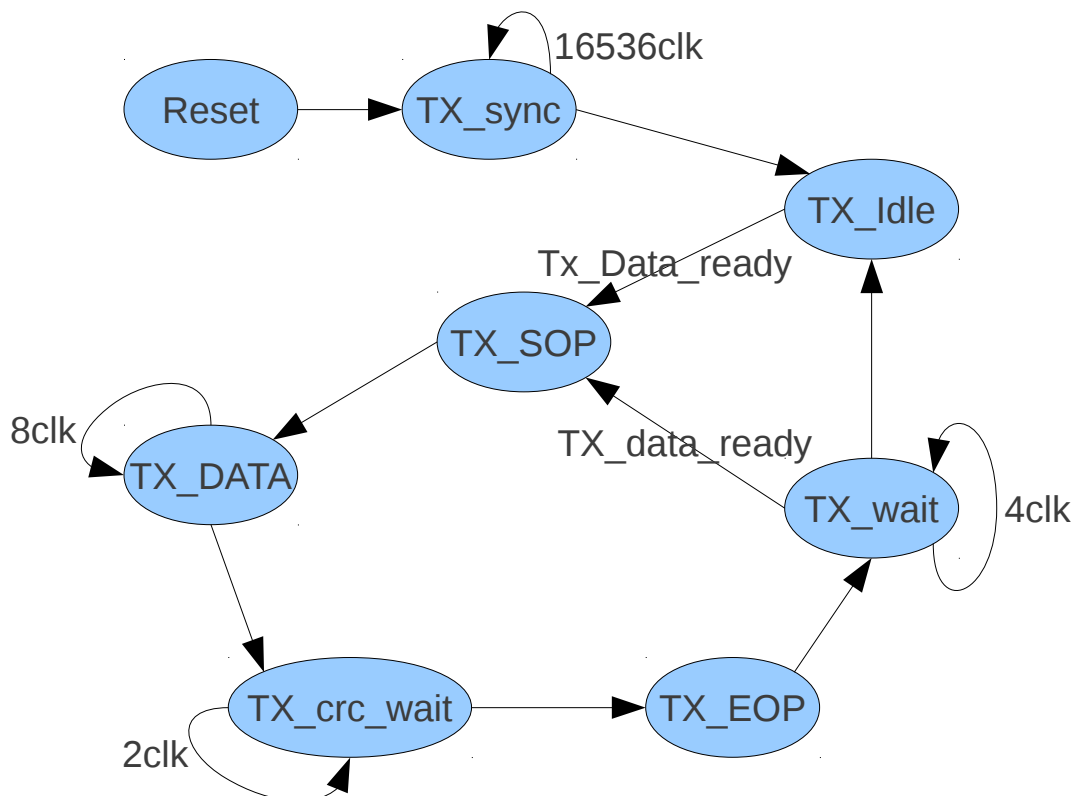 16536clk
Reset
TX_sync
TX_Idle
Tx_Data_ready
TX_SOP
8clk
TX_data_ready
TX_DATA
TX_wait
4clk
TX_crc_wait
TX_EOP
2clk